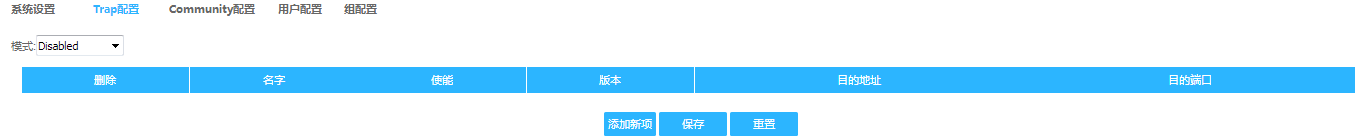 系统设置 Trap配置 Community配置 用户配置 组配置
模式:Disabled
删除 名字 使能 版本 目的地址 目的端口
添加新项 保存 重置